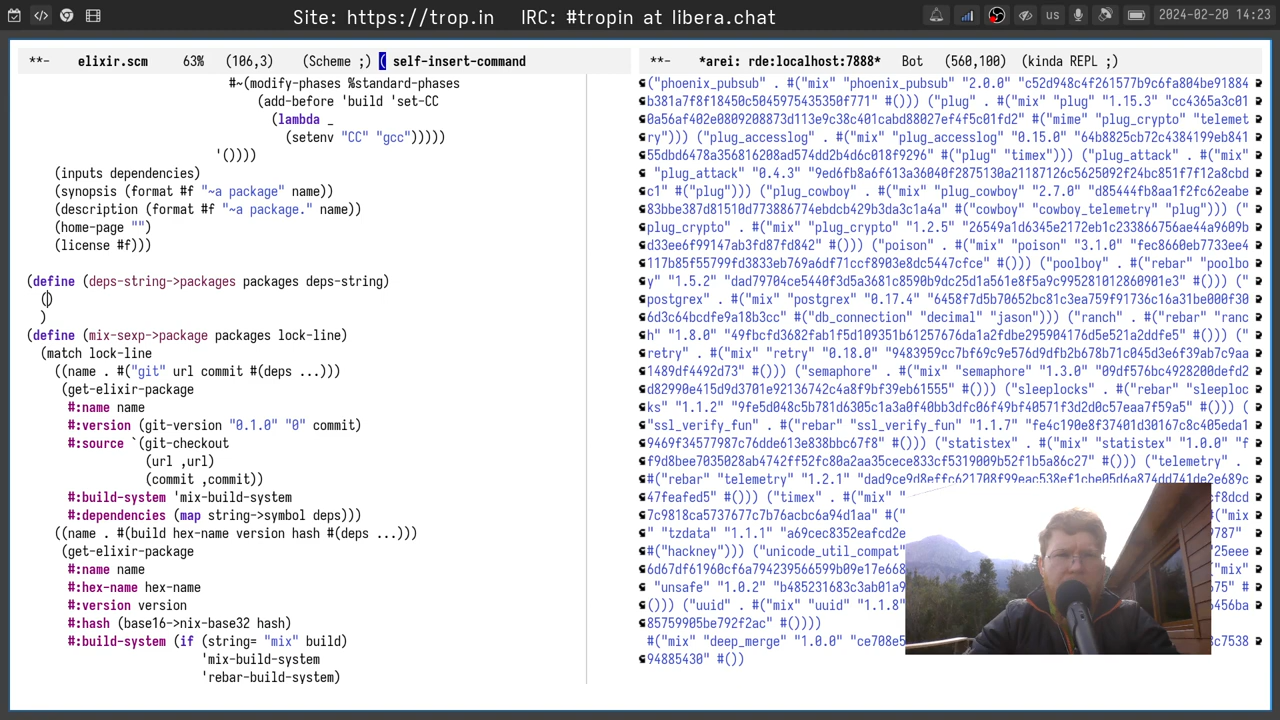 Site: https://trop.in IRC: #tropin at libera.chat
us
2024-02-20 14:23
**- elixir.scm 63% (106,3) (Scheme ;) ( self-insert-command
#~(modify-phases %standard-phases
(add-before 'build 'set-CC
(lambda _
(setenv "CC" "gcc")))))
'())))
(inputs dependencies)
(synopsis (format #f "~a package" name))
(description (format #f "~a package." name))
(home-page "")
(license #f)))
(define (deps-string->packages packages deps-string)
()
)
(define (mix-sexp->package packages lock-line)
(match lock-line
((name . #("git" url commit #(deps ...)))
(get-elixir-package
#:name name
#:version (git-version "0.1.0" "0" commit)
#:source `(git-checkout
(url ,url)
(commit ,commit))
#:build-system 'mix-build-system
#:dependencies (map string->symbol deps)))
((name . #(build hex-name version hash #(deps ...)))
(get-elixir-package
#:name name
#:hex-name hex-name
#:version version
#:hash (base16->nix-base32 hash)
#:build-system (if (string= "mix" build)
'mix-build-system
'rebar-build-system)
**- *arei: rde:localhost:7888* Bot (560,100) (kinda REPL ;)
("phoenix_pubsub" . #("mix" "phoenix_pubsub" "2.0.0" "c52d948c4f261577b9c6fa804be91884
b381a7f8f18450c5045975435350f771" #())) ("plug" . #("mix" "plug" "1.15.3" "cc4365a3c01
0a56af402e0809208873d113e9c38c401cabd88027ef4f5c01fd2" #("mime" "plug_crypto" "telemet
ry"))) ("plug_accesslog" . #("mix" "plug_accesslog" "0.15.0" "64b8825cb72c4384199eb841
55dbd6478a356816208ad574dd2b4d6c018f9296" #("plug" "timex"))) ("plug_attack" . #("mix"
"plug_attack" "0.4.3" "9ed6fb8a6f613a36040f2875130a21187126c5625092f24bc851f7f12a8cbd
c1" #("plug"))) ("plug_cowboy" . #("mix" "plug_cowboy" "2.7.0" "d85444fb8aa1f2fc62eabe
83bbe387d81510d773886774ebdcb429b3da3c1a4a" #("cowboy" "cowboy_telemetry" "plug"))) ("
plug_crypto" . #("mix" "plug_crypto" "1.2.5" "26549a1d6345e2172eb1c233866756ae44a9609b
d33ee6f99147ab3fd87fd842" #())) ("poison" . #("mix" "poison" "3.1.0" "fec8660eb7733ee4
117b85f55799fd3833eb769a6df71ccf8903e8dc5447cfce" #())) ("poolboy" . #("rebar" "poolbo
y" "1.5.2" "dad79704ce5440f3d5a3681c8590b9dc25d1a561e8f5a9c995281012860901e3" #())) ("
postgrex" . #("mix" "postgrex" "0.17.4" "6458f7d5b70652bc81c3ea759f91736c16a31be000f30
6d3c64bcdfe9a18b3cc" #("db_connection" "decimal" "jason"))) ("ranch" . #("rebar" "ranc
h" "1.8.0" "49fbcfd3682fab1f5d109351b61257676da1a2fdbe295904176d5e521a2ddfe5" #())) ("
retry" . #("mix" "retry" "0.18.0" "9483959cc7bf69c9e576d9dfb2b678b71c045d3e6f39ab7c9aa
1489df4492d73" #())) ("semaphore" . #("mix" "semaphore" "1.3.0" "09df576bc4928200defd2
d82990e415d9d3701e92136742c4a8f9bf39eb61555" #())) ("sleeplocks" . #("rebar" "sleeploc
ks" "1.1.2" "9fe5d048c5b781d6305c1a3a0f40bb3dfc06f49bf40571f3d2d0c57eaa7f59a5" #())) (
"ssl_verify_fun" . #("rebar" "ssl_verify_fun" "1.1.7" "fe4c190e8f37401d30167c8c405eda1
9469f34577987c76dde613e838bbc67f8" #())) ("statistex" . #("mix" "statistex" "1.0.0" "f
f9d8bee7035028ab4742ff52fc80a2aa35cece833cf5319009b52f1b5a86c27" #())) ("telemetry" .
#("rebar" "telemetry" "1.2.1"
47feafed5" #())) ("timex" . #("mix" " cf8dcd
7c9818ca5737677c7b76acbc6a94d1aa" #(" #("mix
" "tzdata" "1.1.1" "a69cec8352eafcd2e 9787"
#("hackney"))) ("unicode_util_compat" "25eee
6d67df61960cf6a794239566599b09e17e668 "mix"
"unsafe" "1.0.2" "b485231683c3ab01a9 675" #
())) ("uuid" . #("mix" "uuid" "1.1.8" 6456ba
85759905be792f2ac" #())))
#("mix" "deep_merge" "1.0.0" "ce708e5 c7538
94885430" #())